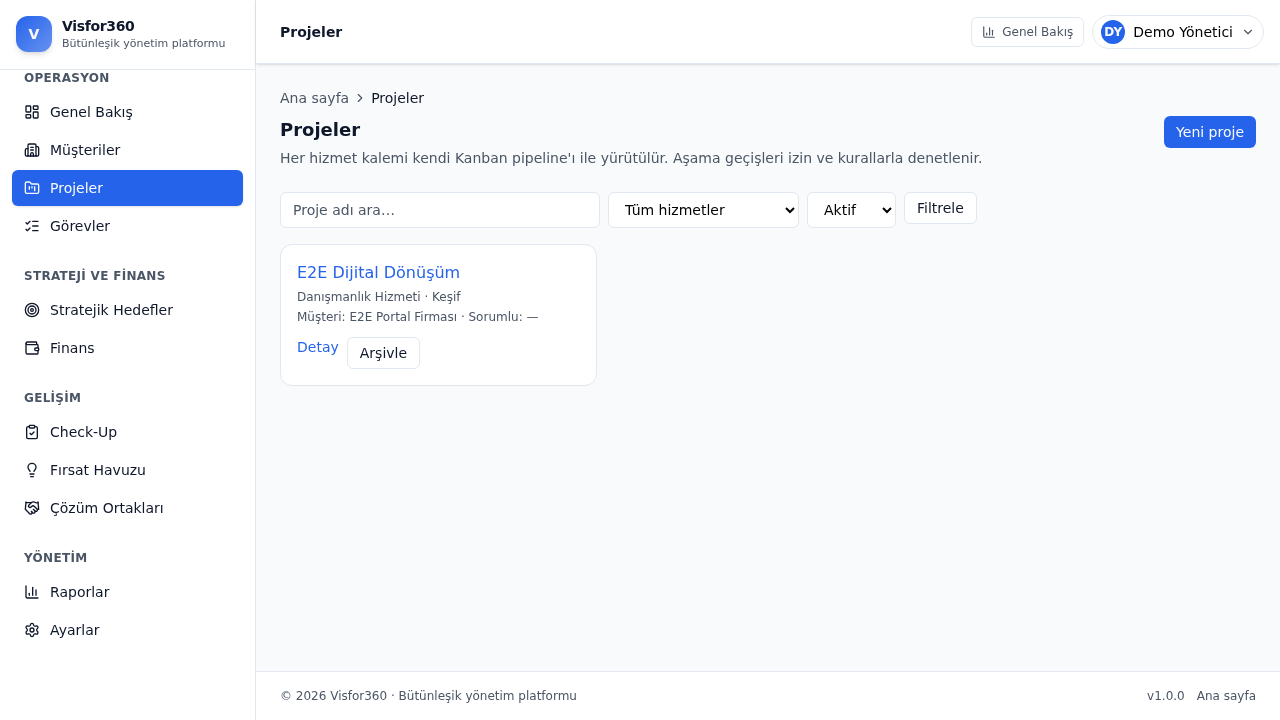 V
Visfor360
Bütünleşik yönetim platformu
OPERASYON
Genel Bakış
Müşteriler
Projeler
Görevler
STRATEJİ VE FİNANS
Stratejik Hedefler
Finans
GELİŞİM
Check-Up
Fırsat Havuzu
Çözüm Ortakları
YÖNETİM
Raporlar
Ayarlar
Projeler
Genel Bakış
DY Demo Yönetici
Ana sayfa Projeler
Projeler
Yeni proje
Her hizmet kalemi kendi Kanban pipeline'ı ile yürütülür. Aşama geçişleri izin ve kurallarla denetlenir.
Proje adı ara… Tüm hizmetler Aktif Filtrele
E2E Dijital Dönüşüm
Danışmanlık Hizmeti · Keşif
Müşteri: E2E Portal Firması · Sorumlu: —
Detay Arşivle
© 2026 Visfor360 · Bütünleşik yönetim platformu
v1.0.0 Ana sayfa